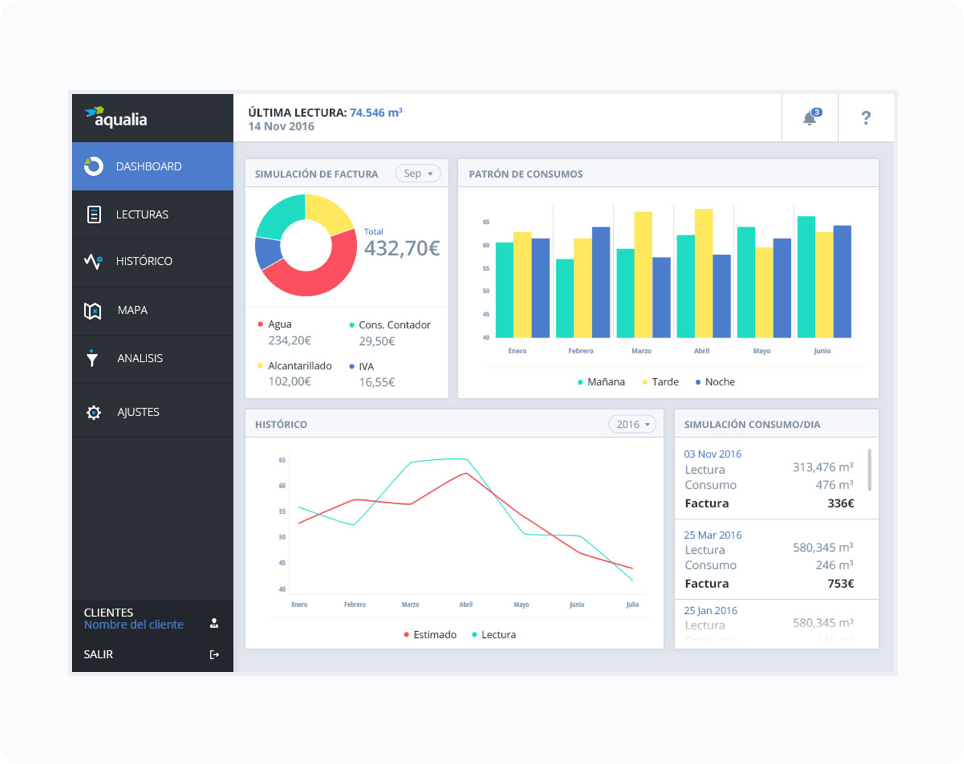 aqualia
DASHBOARD
LECTURAS
HISTÓRICO
MAPA
ANALISIS
AJUSTES
CLIENTES
Nombre del cliente
SALIR
ÚLTIMA LECTURA: 74.546 m³
14 Nov 2016
3
?
SIMULACIÓN DE FACTURA
Sep
Total
432,70€
Agua
234,20€
Cons. Contador
29,50€
Alcantarillado
102,00€
IVA
16,55€
PATRÓN DE CONSUMOS
65
60
55
50
45
40
Enero Febrero Marzo Abril Mayo Junio
Mañana Tarde Noche
HISTÓRICO
2016
65
60
55
50
45
40
Enero Febrero Marzo Abril Mayo Junio Julio
Estimado Lectura
SIMULACIÓN CONSUMO/DIA
03 Nov 2016
Lectura 313,476 m³
Consumo 476 m³
Factura 336€
25 Mar 2016
Lectura 580,345 m³
Consumo 246 m³
Factura 753€
25 Jan 2016
Lectura 580,345 m³
Consumo 246 m³